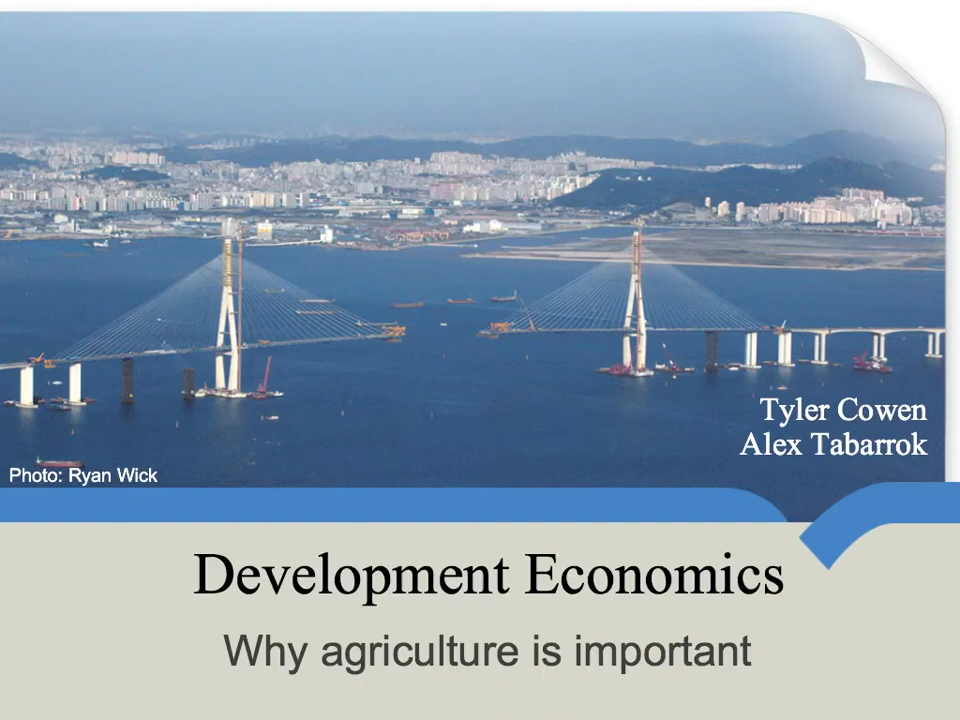 Tyler Cowen
Alex Tabarrok
Photo: Ryan Wick
Development Economics
Why agriculture is important